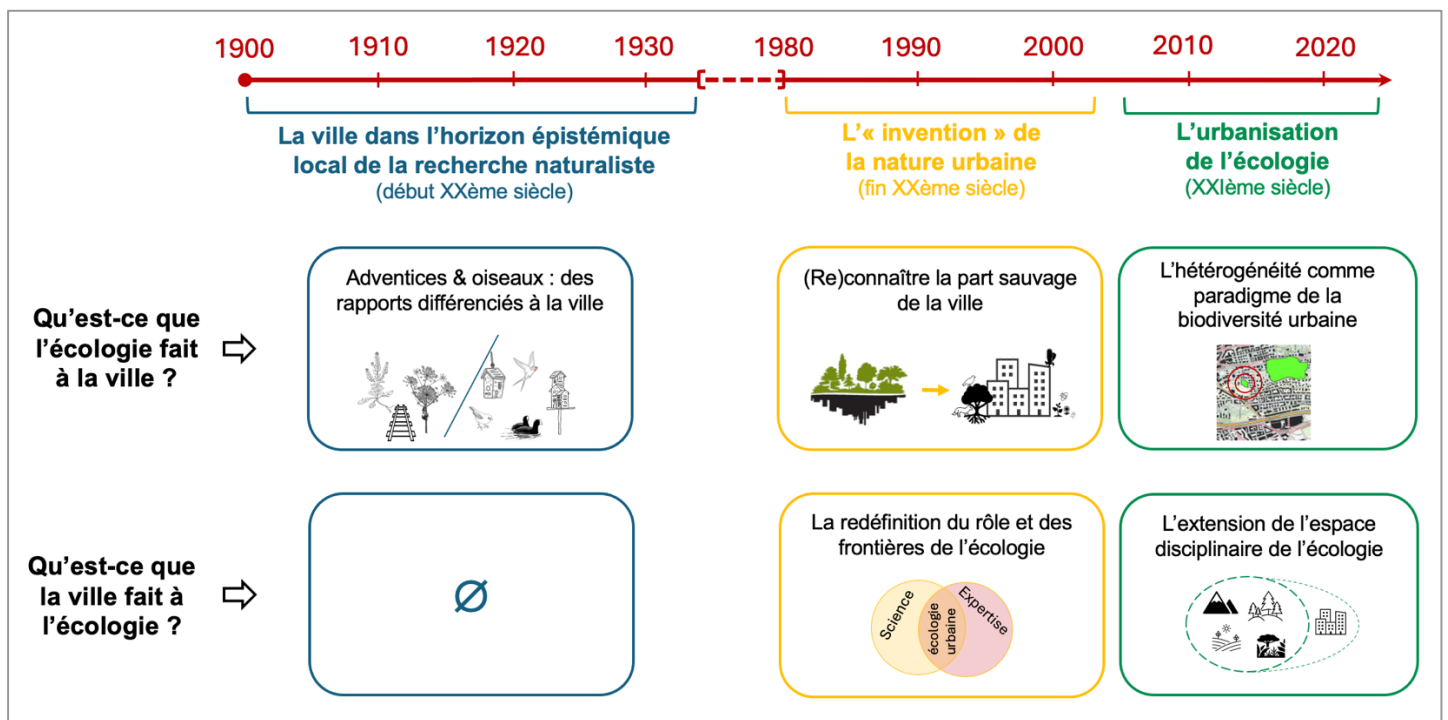 1900 1910 1920 1930 1980 1990 2000 2010 2020
La ville dans l’horizon épistémique
local de la recherche naturaliste
(début XXème siècle)
L’« invention » de
la nature urbaine
(fin XXème siècle)
L’urbanisation
de l’écologie
(XXIème siècle)
Qu’est-ce que
l’écologie fait
à la ville ?
Adventices & oiseaux : des
rapports différenciés à la ville
(Re)connaître la part sauvage
de la ville
L’hétérogénéité comme
paradigme de la
biodiversité urbaine
Qu’est-ce que
la ville fait à
l’écologie ?
Ø
La redéfinition du rôle et des
frontières de l’écologie
Science
écologie
urbaine
Expertise
L’extension de l’espace
disciplinaire de l’écologie